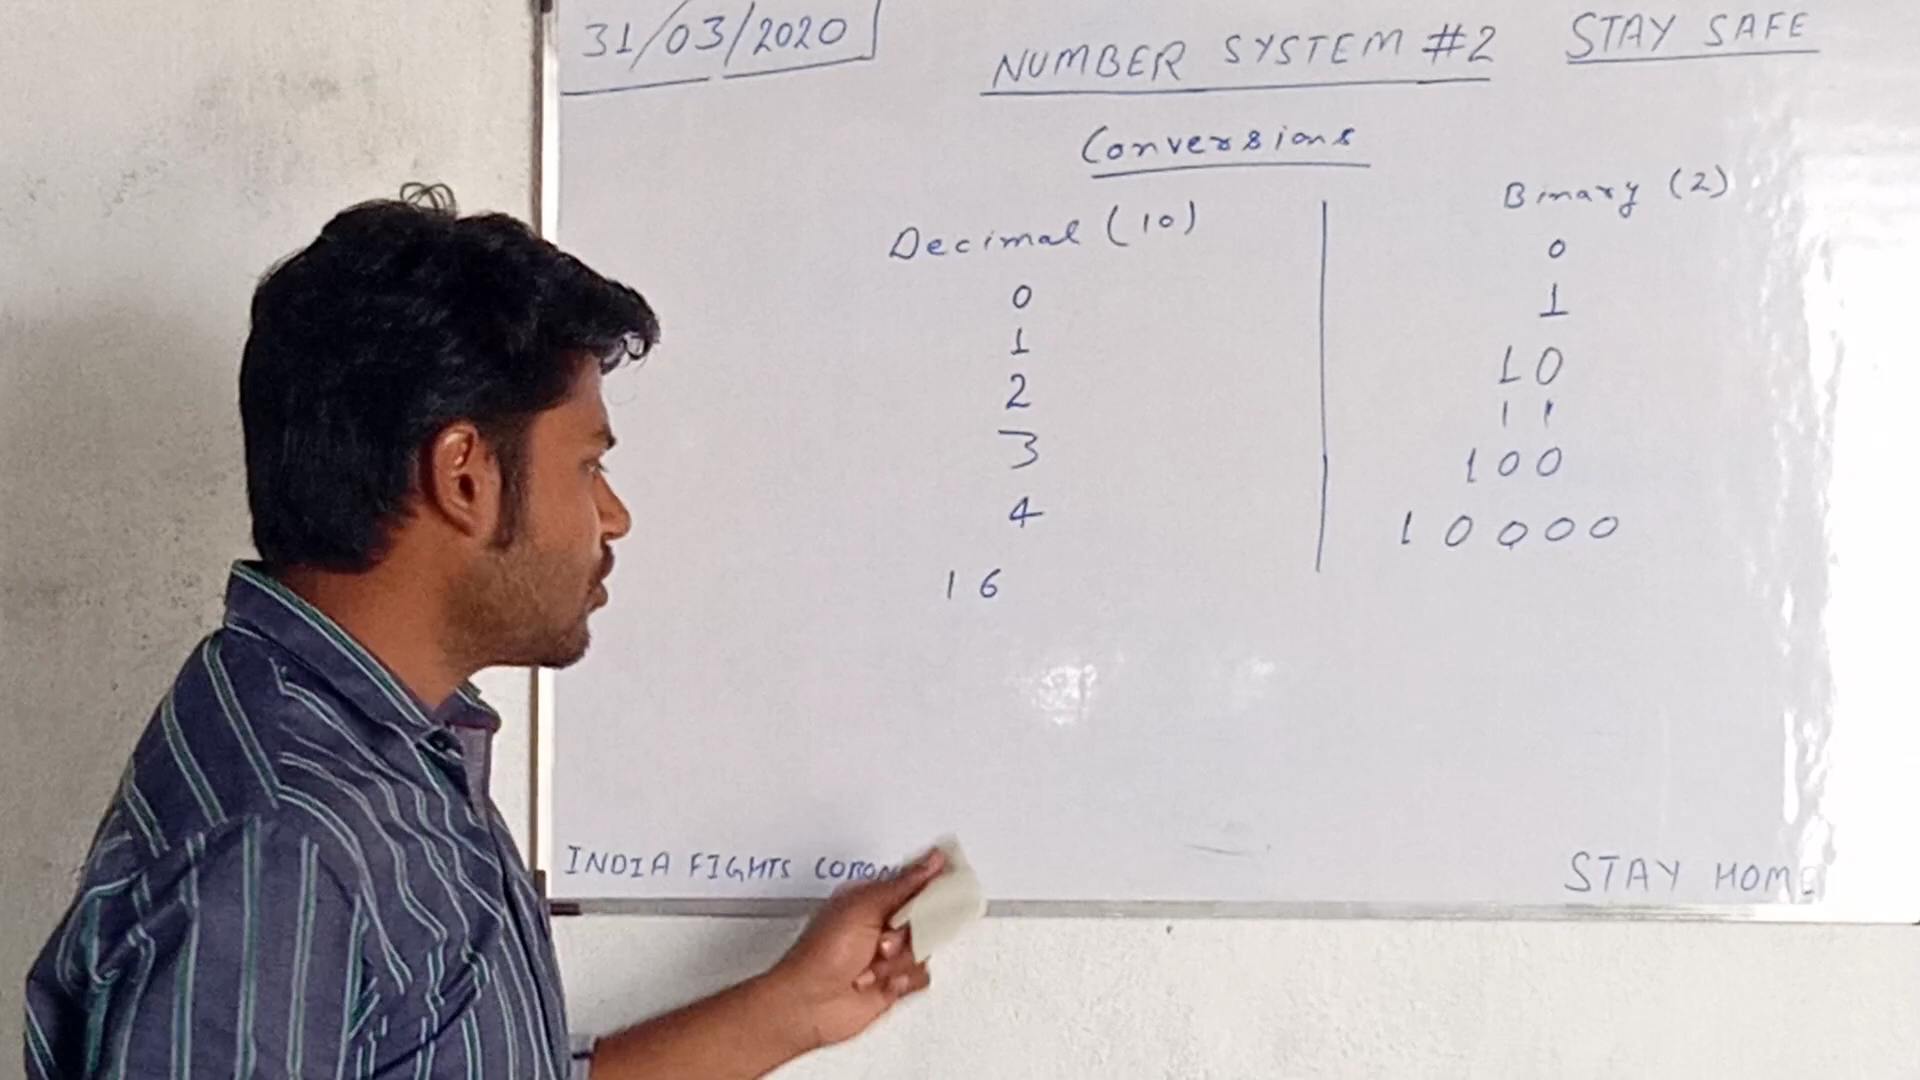 31/03/2020
NUMBER SYSTEM #2
STAY SAFE
Conversions
Decimal (10)
Binary (2)
0
0
1
1
2
10
3
11
4
100
16
10000
INDIA FIGHTS
STAY HOME